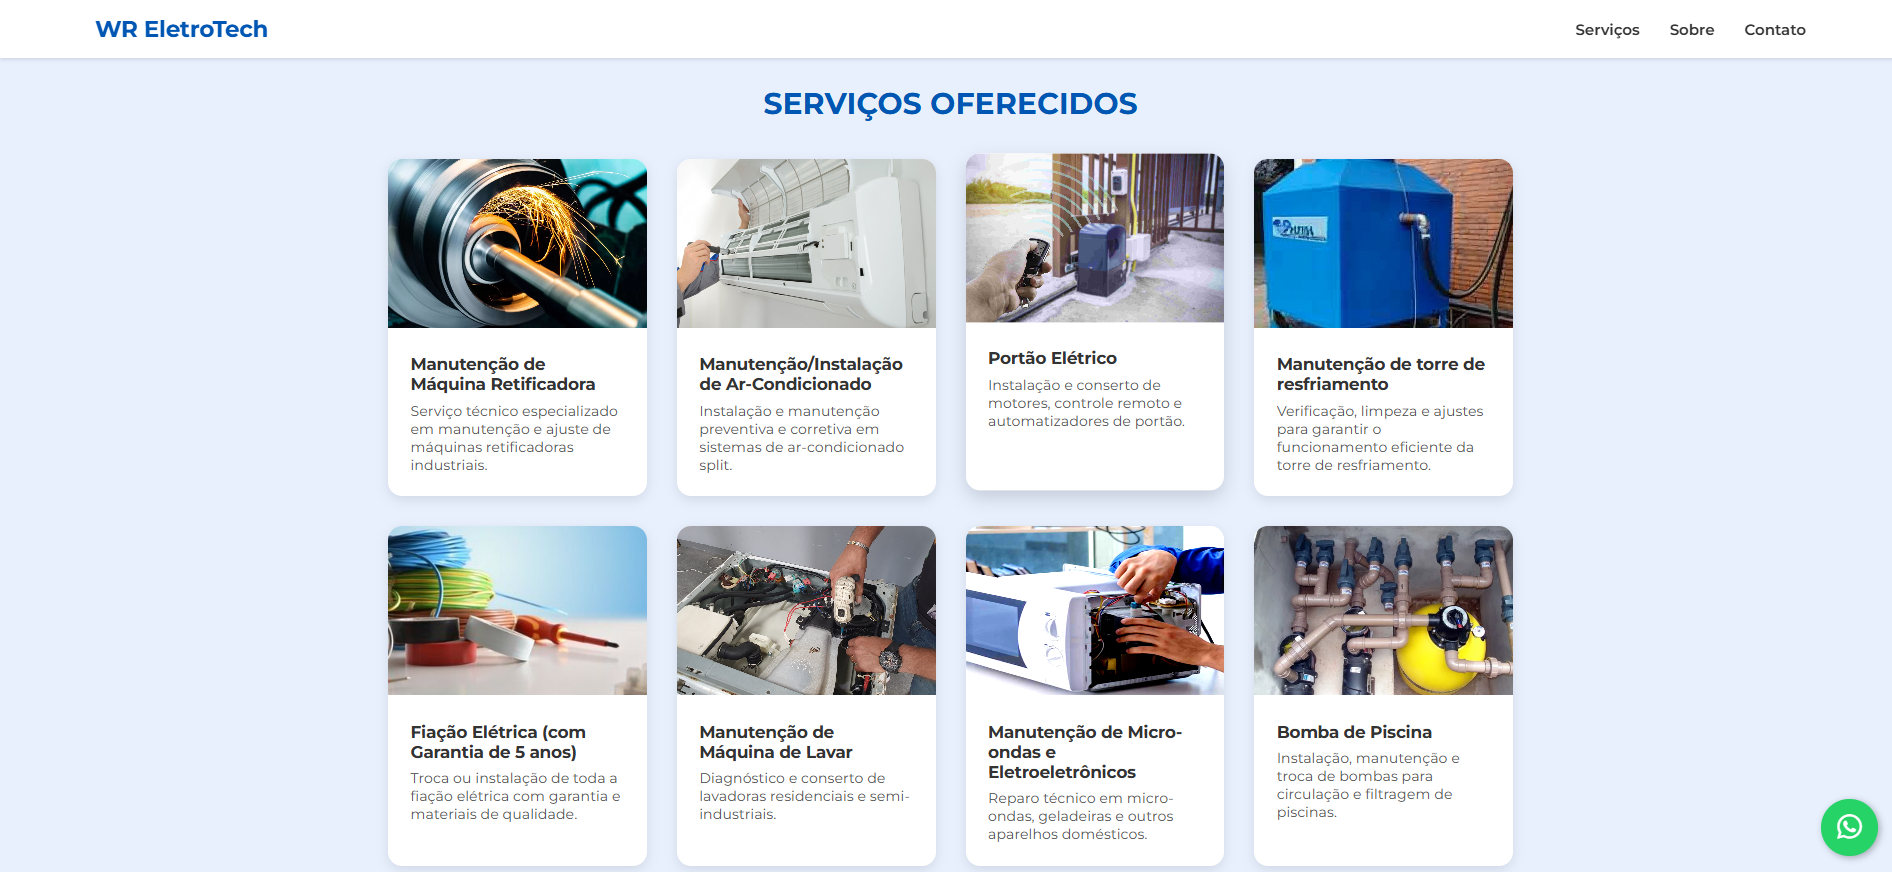 WR EletroTech
Serviços
Sobre
Contato
SERVIÇOS OFERECIDOS
Manutenção de
Máquina Retificadora
Serviço técnico especializado
em manutenção e ajuste de
máquinas retificadoras
industriais.
Manutenção/Instalação
de Ar-Condicionado
Instalação e manutenção
preventiva e corretiva em
sistemas de ar-condicionado
split.
Portão Elétrico
Instalação e conserto de
motores, controle remoto e
automatizadores de portão.
Manutenção de torre de
resfriamento
Verificação, limpeza e ajustes
para garantir o
funcionamento eficiente da
torre de resfriamento.
Fiação Elétrica (com
Garantia de 5 anos)
Troca ou instalação de toda a
fiação elétrica com garantia e
materiais de qualidade.
Manutenção de
Máquina de Lavar
Diagnóstico e conserto de
lavadoras residenciais e semi-
industriais.
Manutenção de Micro-
ondas e
Eletroeletrônicos
Reparo técnico em micro-
ondas, geladeiras e outros
aparelhos domésticos.
Bomba de Piscina
Instalação, manutenção e
troca de bombas para
circulação e filtragem de
piscinas.